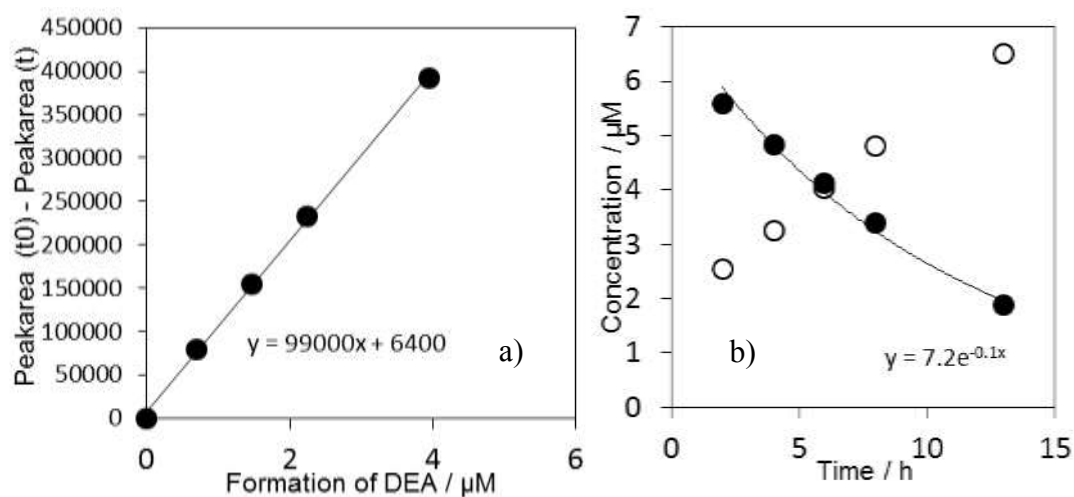 Peakarea (t0) - Peakarea (t)
450000
400000
350000
300000
250000
200000
150000
100000
50000
0
y = 99000x + 6400
a)
0 2 4 6
Formation of DEA / µM
Concentration / µM
7
6
5
4
3
2
1
0
b)
y = 7.2e^-0.1x
0 5 10 15
Time / h